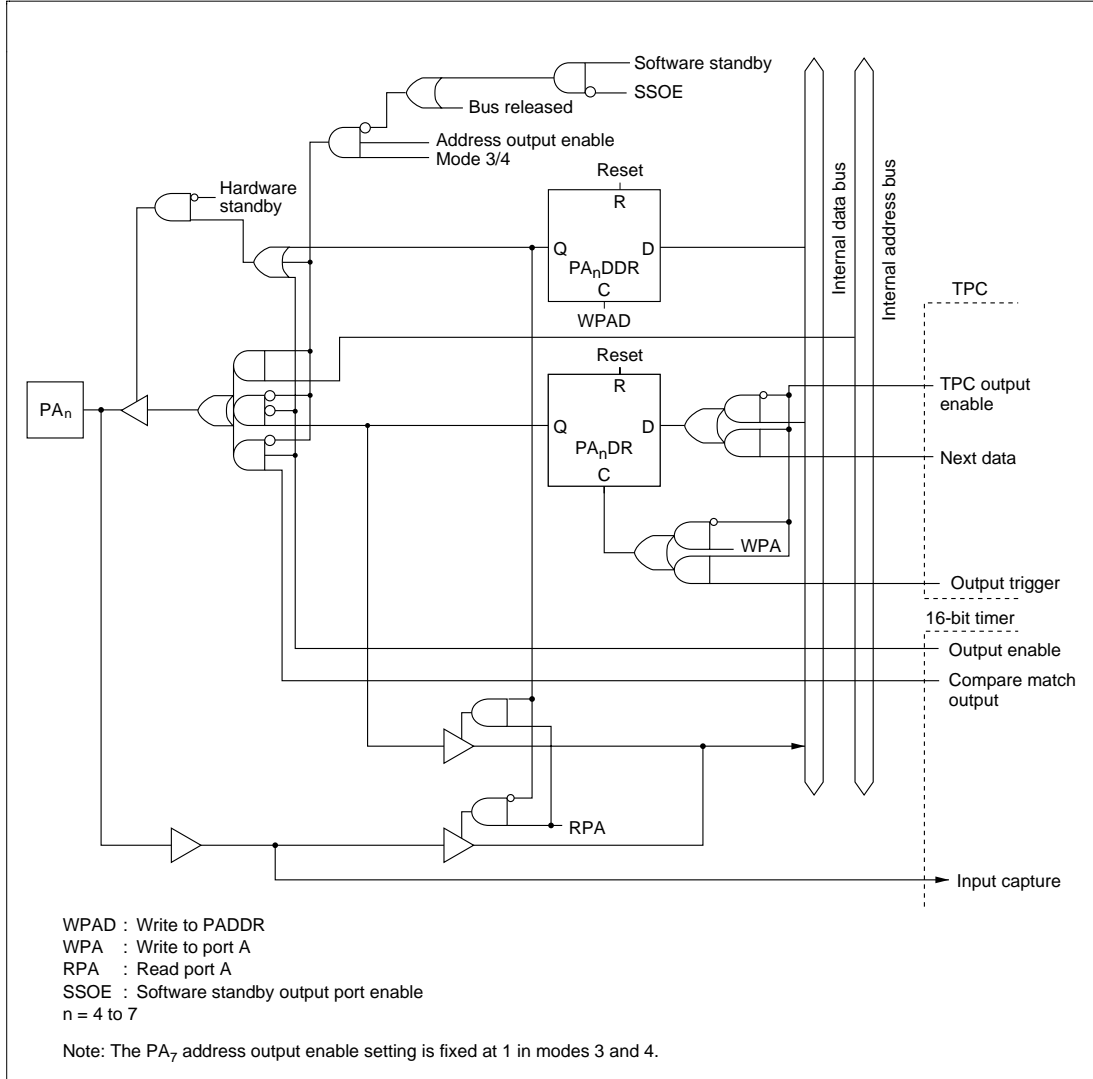 Software standby
SSOE
Bus released
Address output enable
Mode 3/4
Hardware
standby
Reset
R
Q
D
PAnDDR
C
WPAD
Internal data bus
Internal address bus
TPC
Reset
R
PAn
Q
D
PAnDR
C
TPC output
enable
Next data
WPA
Output trigger
16-bit timer
Output enable
Compare match
output
RPA
Input capture
WPAD : Write to PADDR
WPA : Write to port A
RPA : Read port A
SSOE : Software standby output port enable
n = 4 to 7
Note: The PA7 address output enable setting is fixed at 1 in modes 3 and 4.